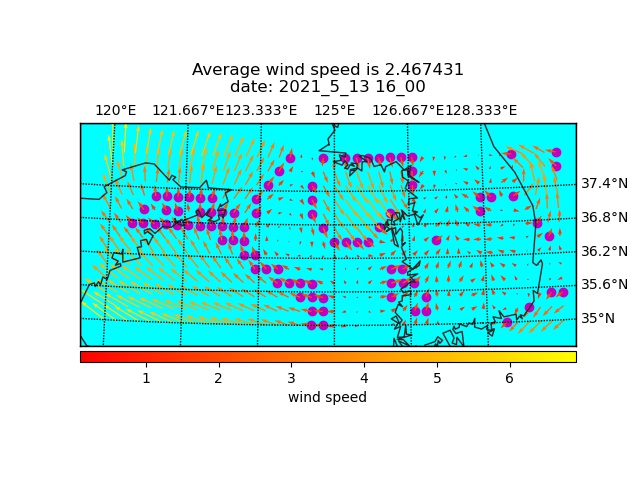 Average wind speed is 2.467431
date: 2021_5_13 16_00
120°E 121.667°E 123.333°E 125°E 126.667°E 128.333°E
37.4°N
36.8°N
36.2°N
35.6°N
35°N
1 2 3 4 5 6
wind speed